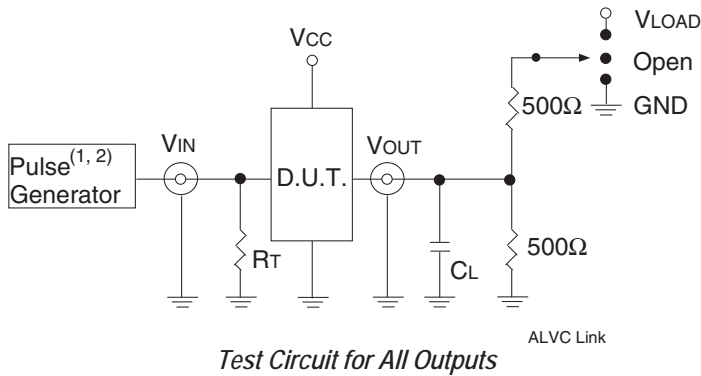 VLOAD
Open
GND
VCC
500Ω
VIN
VOUT
Pulse(1, 2)
Generator
D.U.T.
RT
CL
500Ω
ALVC Link
Test Circuit for All Outputs